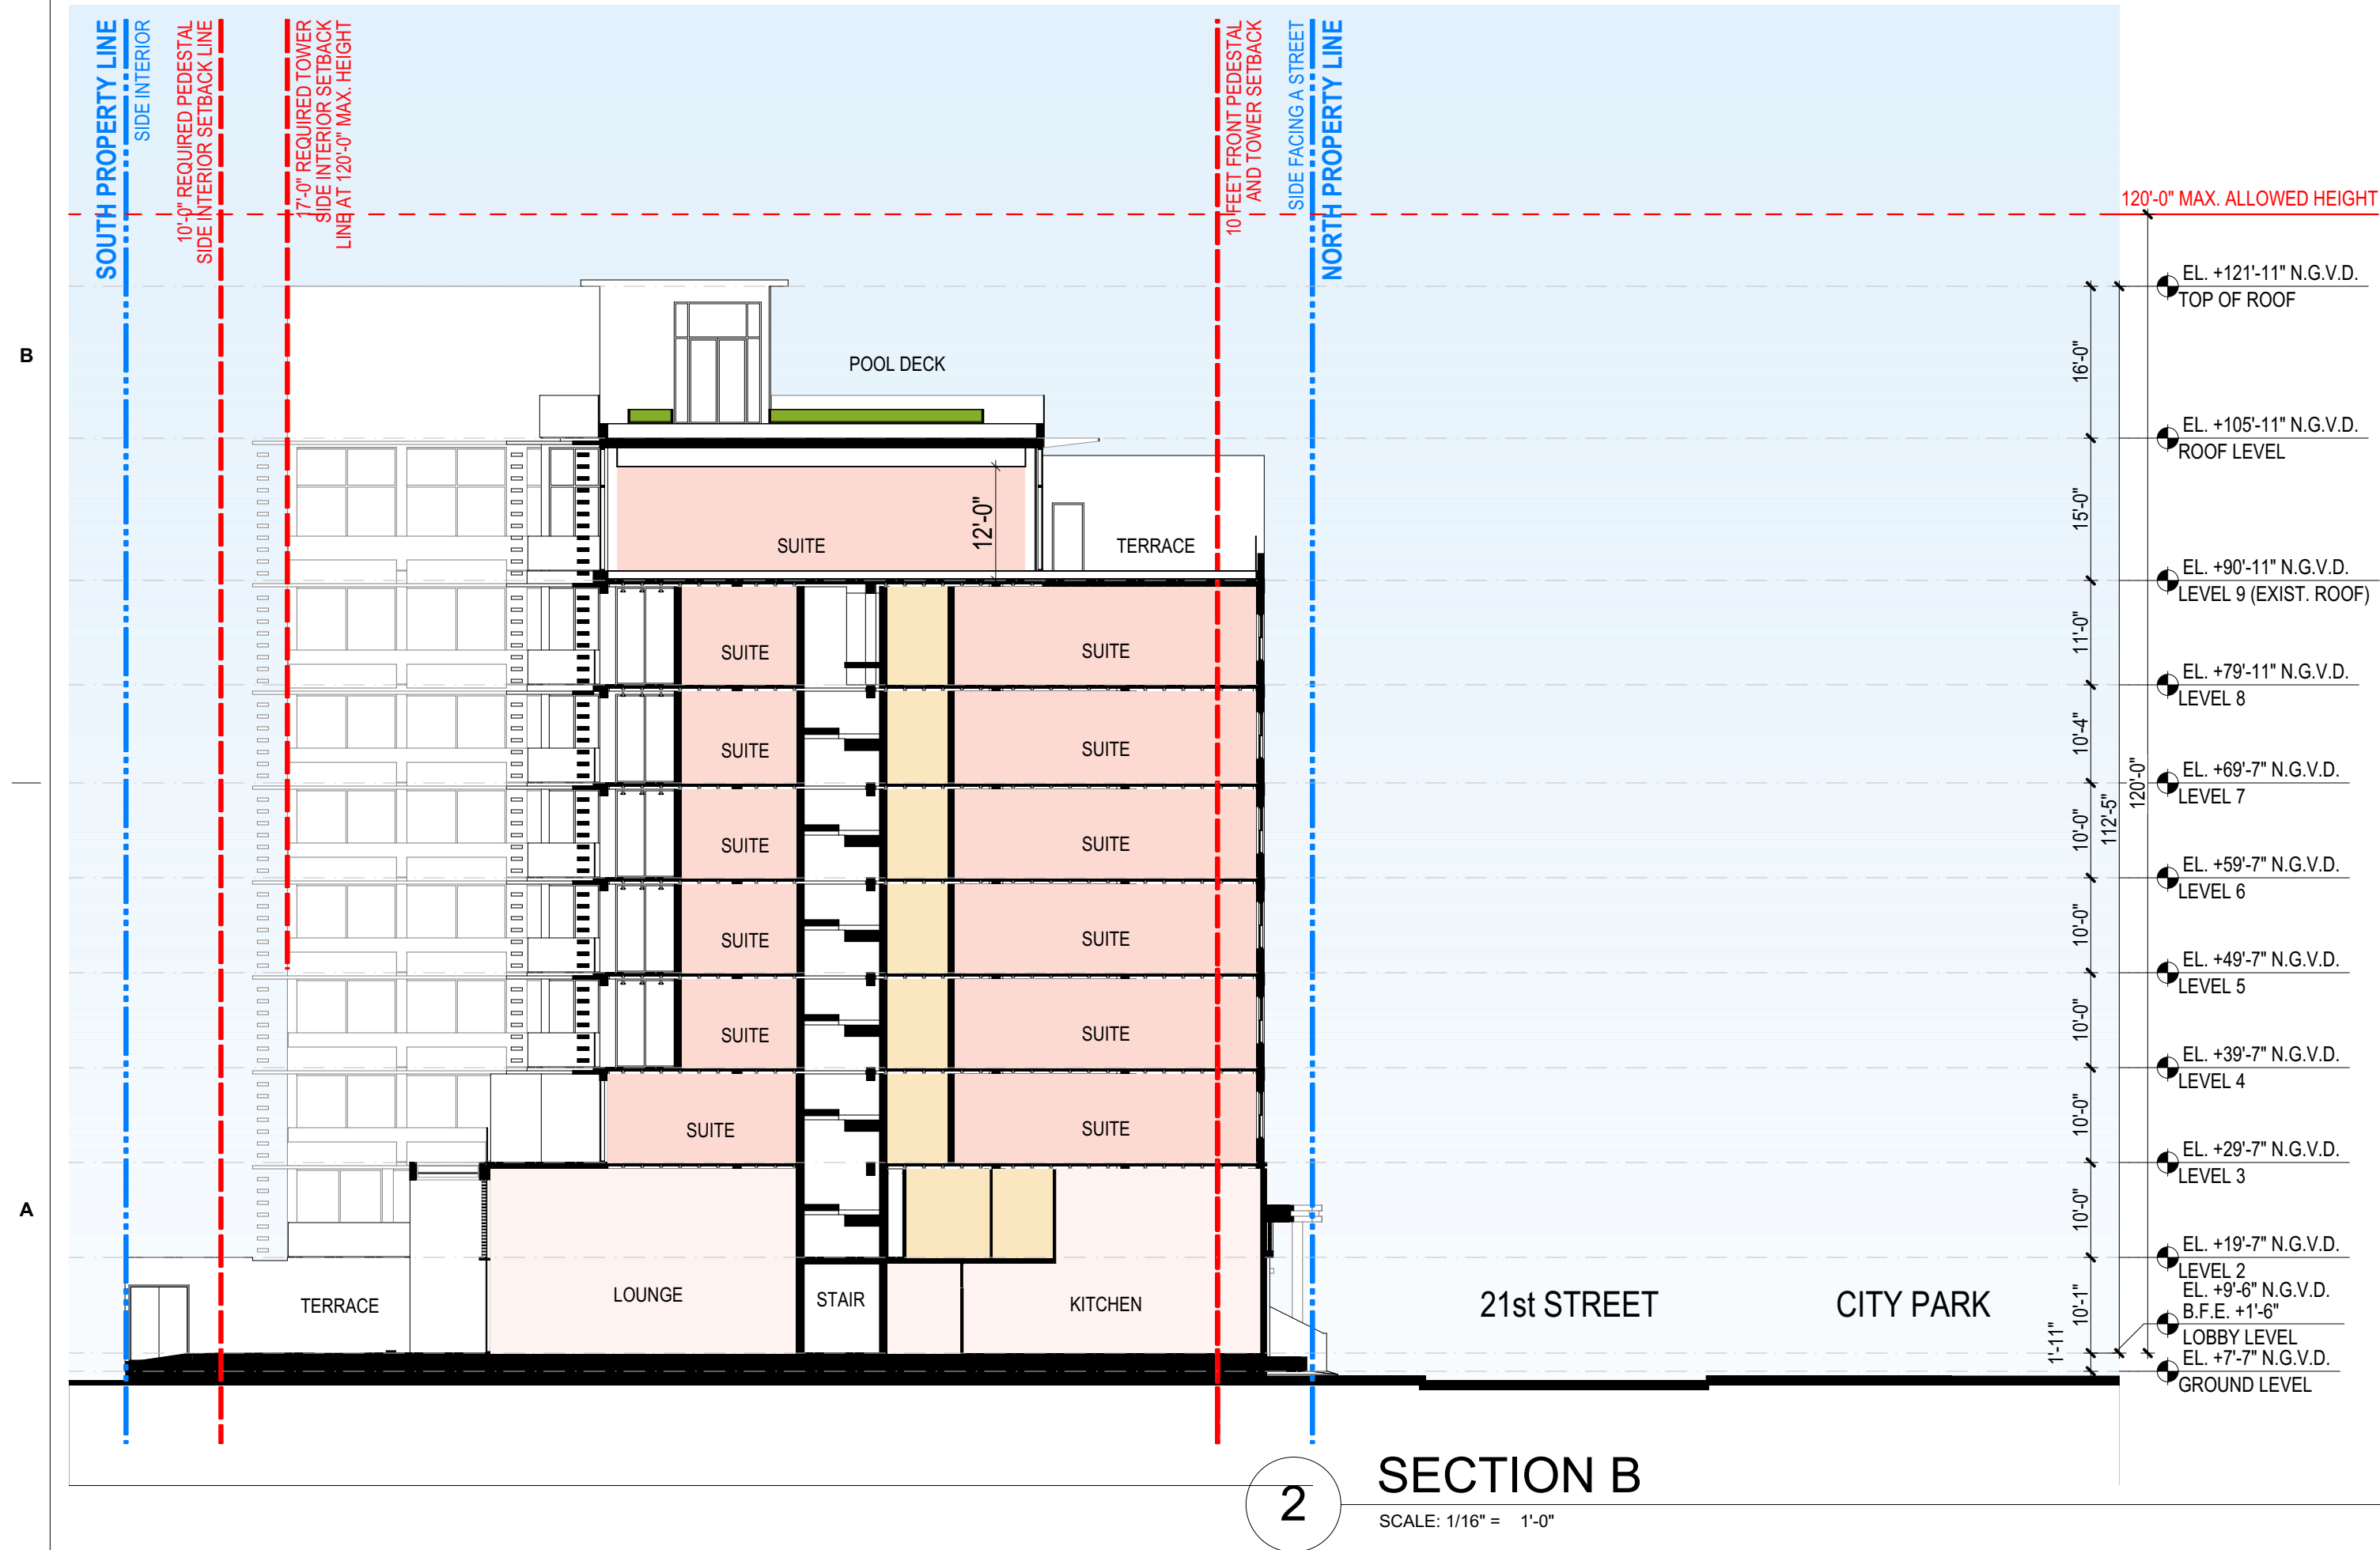 SOUTH PROPERTY LINE
SIDE INTERIOR
10'-0" REQUIRED PEDESTAL
SIDE INTERIOR SETBACK LINE
17'-0" REQUIRED TOWER
SIDE INTERIOR SETBACK
LINE AT 120'-0" MAX. HEIGHT
10 FEET FRONT PEDESTAL
AND TOWER SETBACK
SIDE FACING A STREET
NORTH PROPERTY LINE
120'-0" MAX. ALLOWED HEIGHT
EL. +121'-11" N.G.V.D.
TOP OF ROOF
16'-0"
B
POOL DECK
EL. +105'-11" N.G.V.D.
ROOF LEVEL
15'-0"
12'-0"
SUITE
TERRACE
EL. +90'-11" N.G.V.D.
LEVEL 9 (EXIST. ROOF)
11'-0"
SUITE
SUITE
EL. +79'-11" N.G.V.D.
LEVEL 8
10'-4"
SUITE
SUITE
EL. +69'-7" N.G.V.D.
LEVEL 7
120'-0"
112'-5"
10'-0"
SUITE
SUITE
EL. +59'-7" N.G.V.D.
LEVEL 6
10'-0"
SUITE
SUITE
EL. +49'-7" N.G.V.D.
LEVEL 5
10'-0"
SUITE
SUITE
EL. +39'-7" N.G.V.D.
LEVEL 4
10'-0"
SUITE
SUITE
EL. +29'-7" N.G.V.D.
LEVEL 3
A
10'-0"
EL. +19'-7" N.G.V.D.
LEVEL 2
TERRACE
LOUNGE
STAIR
KITCHEN
21st STREET
CITY PARK
10'-1"
EL. +9'-6" N.G.V.D.
B.F.E. +1'-6"
LOBBY LEVEL
1'-11"
EL. +7'-7" N.G.V.D.
GROUND LEVEL
2
SECTION B
SCALE: 1/16" = 1'-0"